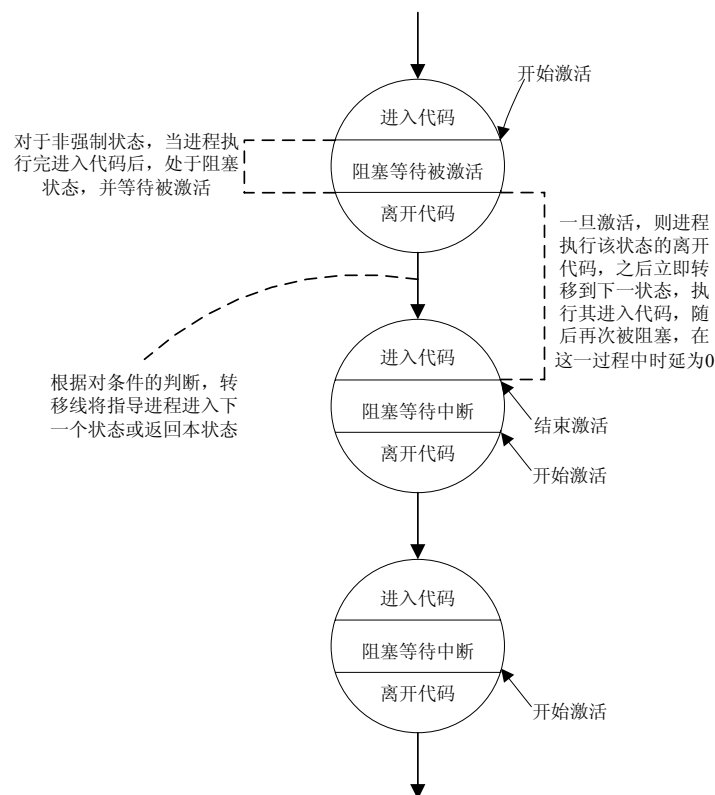 开始激活
进入代码
对于非强制状态，当进程执
行完进入代码后，处于阻塞
状态，并等待被激活
阻塞等待被激活
离开代码
一旦激活，则进程
执行该状态的离开
代码，之后立即转
移到下一状态，执
行其进入代码，随
后再次被阻塞，在
这一过程中时延为0
根据对条件的判断，转
移线将指导进程进入下
一个状态或返回本状态
进入代码
阻塞等待中断
结束激活
离开代码
开始激活
进入代码
阻塞等待中断
离开代码
开始激活